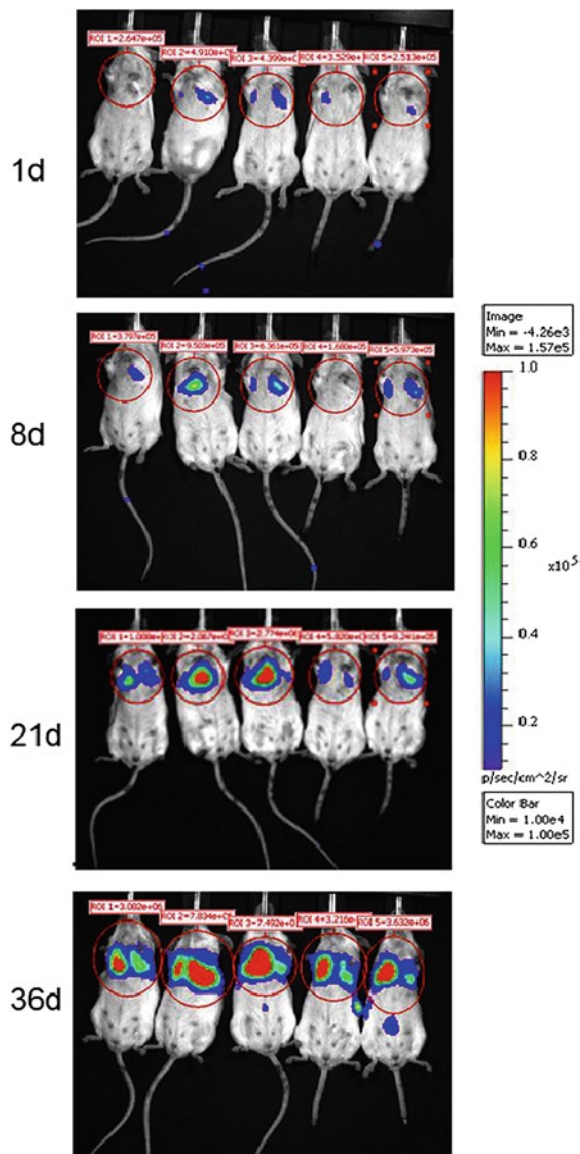 1d
ROI 1=2.647e+05
ROI 2=4.910e+05
ROI 3=4.399e+0
ROI 4=3.529e+
ROI 5=2.513e+05
8d
ROI 1=3.797e+05
ROI 2=9.503e+05
ROI 3=6.361e+05
ROI 4=1.680e+05
ROI 5=5.973e+05
Image
Min = -4.26e3
Max = 1.57e5
1.0
0.8
0.6
x10^5
0.4
0.2
p/sec/cm^2/sr
Color Bar
Min = 1.00e4
Max = 1.00e5
21d
ROI 1=1.008e+
ROI 2=2.067e+0
ROI 3=2.774e+06
ROI 4=5.820e+0
ROI 5=8.241e+05
36d
ROI 1=3.002e+06
ROI 2=7.834e+06
ROI 3=7.492e+0
ROI 4=3.216e+
ROI 5=3.632e+06